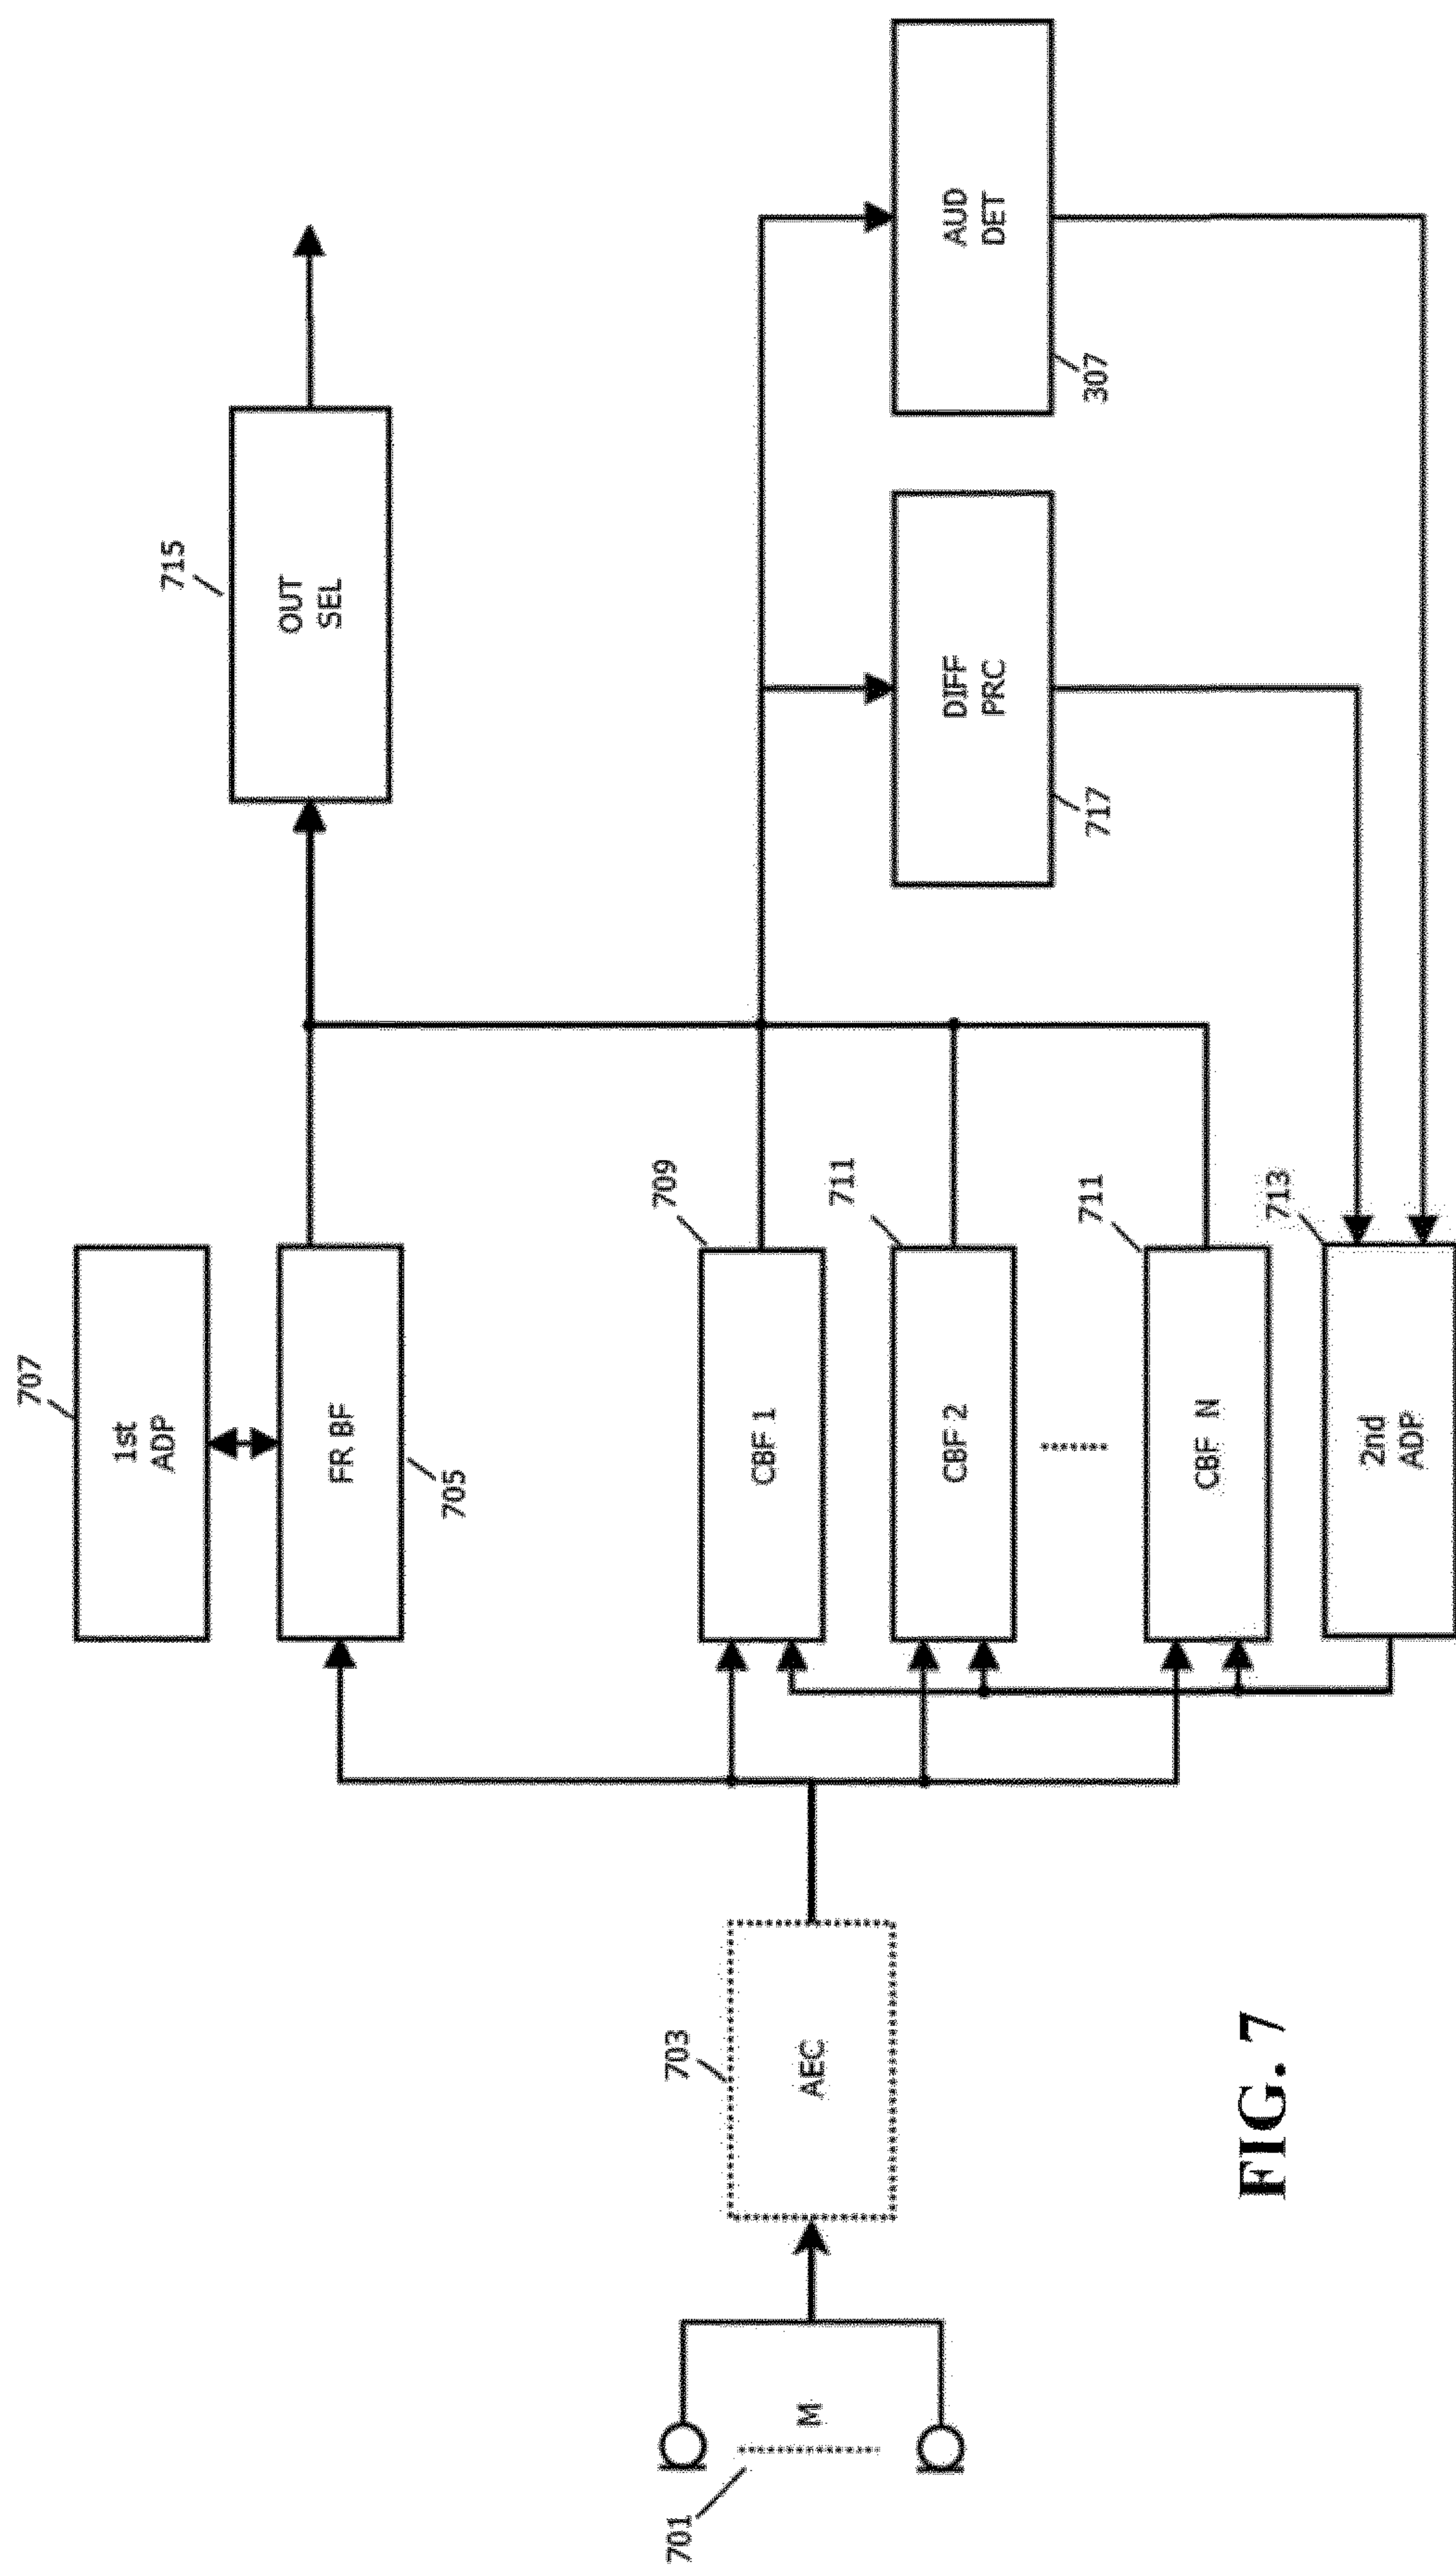 707
1st
ADP
FR BF
705
715
OUT
SEL
701
M
703
AEC
709
CBF 1
711
CBF 2
711
CBF N
713
2nd
ADP
DIFF
PRC
717
AUD
DET
307
FIG. 7